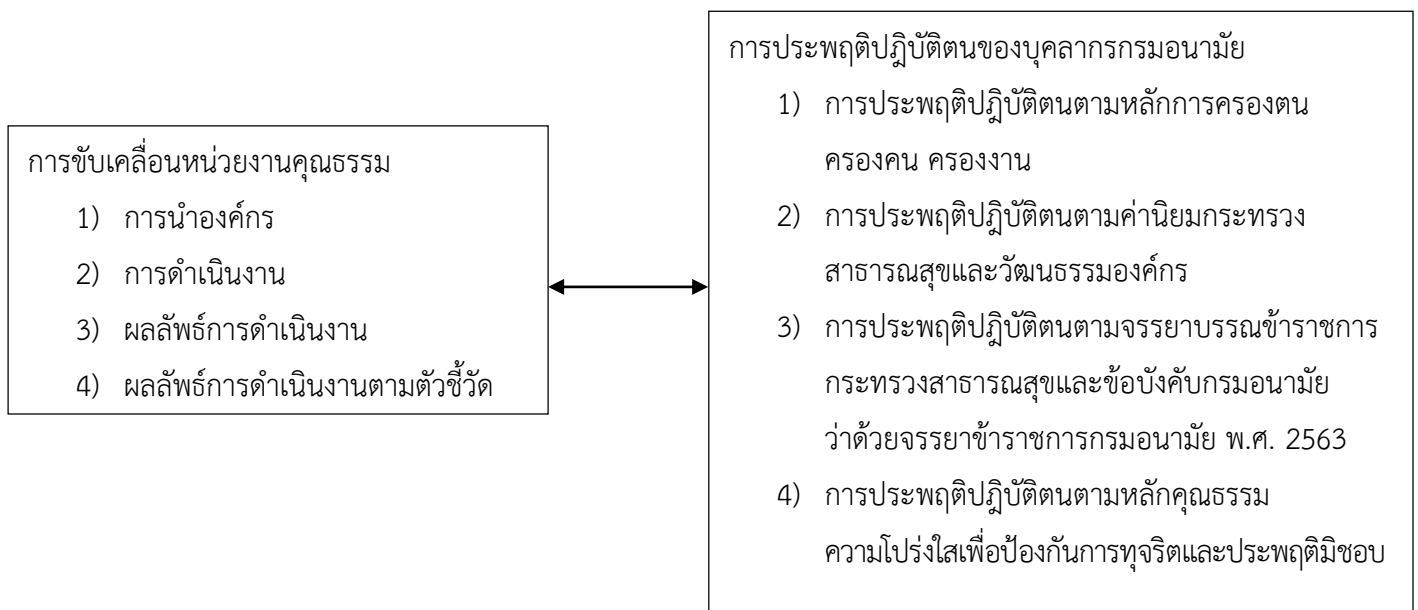 การขับเคลื่อนหน่วยงานคุณธรรม
1) การนำองค์กร
2) การดำเนินงาน
3) ผลลัพธ์การดำเนินงาน
4) ผลลัพธ์การดำเนินงานตามตัวชี้วัด
การประพฤติปฏิบัติตนของบุคลากรกรมอนามัย
1) การประพฤติปฏิบัติตนตามหลักการครองตน
ครองคน ครองงาน
2) การประพฤติปฏิบัติตนตามค่านิยมกระทรวง
สาธารณสุขและวัฒนธรรมองค์กร
3) การประพฤติปฏิบัติตนตามจรรยาบรรณข้าราชการ
กระทรวงสาธารณสุขและข้อบังคับกรมอนามัย
ว่าด้วยจรรยาข้าราชการกรมอนามัย พ.ศ. 2563
4) การประพฤติปฏิบัติตนตามหลักคุณธรรม
ความโปร่งใสเพื่อป้องกันการทุจริตและประพฤติมิชอบ